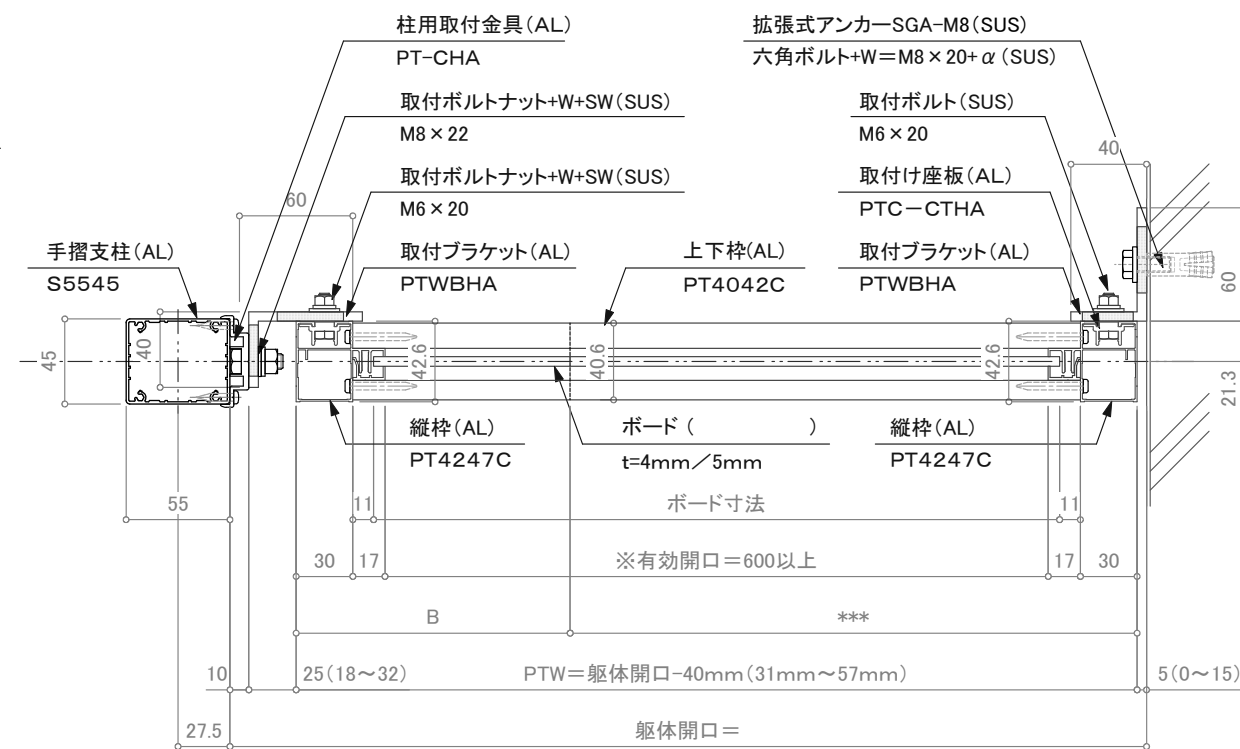 柱用取付金具(AL)
PT-CHA
拡張式アンカーSGA-M8(SUS)
六角ボルト+W=M8×20+α(SUS)
取付ボルトナット+W+SW(SUS)
M8×22
取付ボルト(SUS)
M6×20
40
取付ボルトナット+W+SW(SUS)
M6×20
取付け座板(AL)
PTC-CTHA
60
手摺支柱(AL)
S5545
取付ブラケット(AL)
PTWBHA
上下枠(AL)
PT4042C
取付ブラケット(AL)
PTWBHA
60
45
40
42.6
40.6
42.6
21.3
縦枠(AL)
PT4247C
ボード( )
t=4mm/5mm
縦枠(AL)
PT4247C
55
11
ボード寸法
11
30
17
※有効開口=600以上
17
30
B
***
10
25(18~32)
PTW=躯体開口-40mm(31mm~57mm)
5(0~15)
27.5
躯体開口=